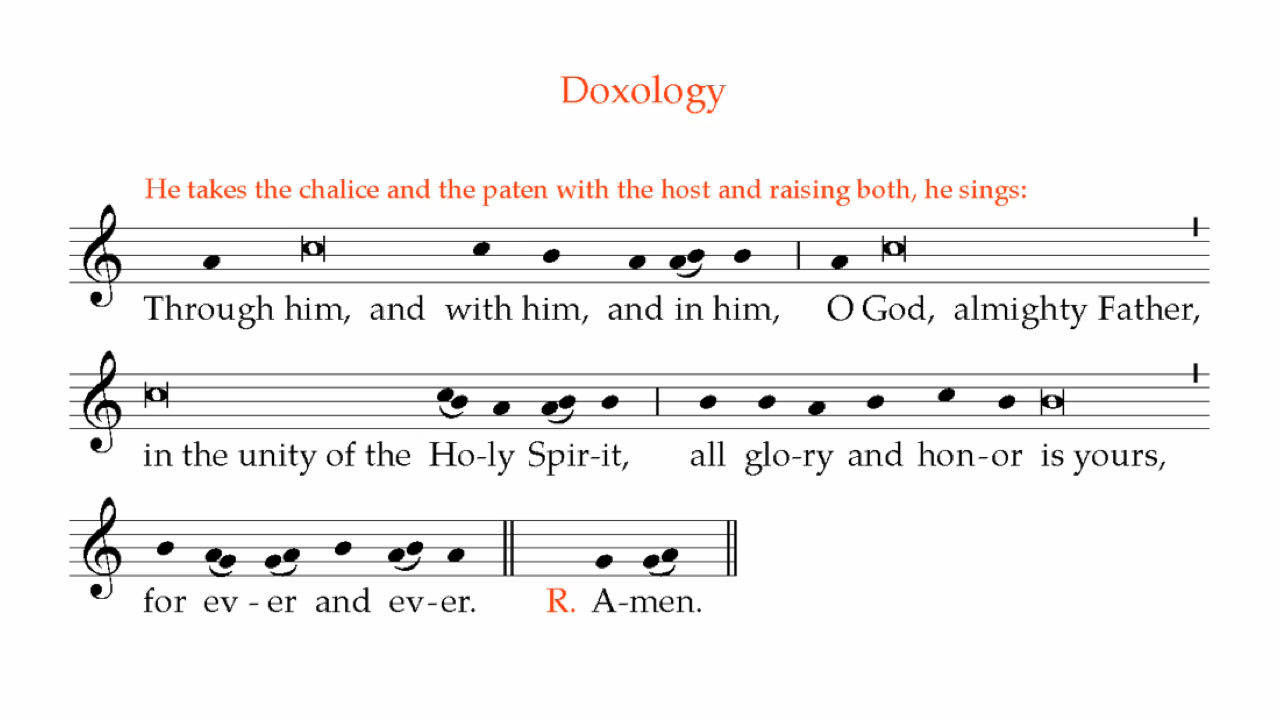 Doxology
He takes the chalice and the paten with the host and raising both, he sings:
Through him, and with him, and in him, O God, almighty Father,
in the unity of the Ho-ly Spir-it, all glo-ry and hon-or is yours,
for ev - er and ev-er. R. A-men.